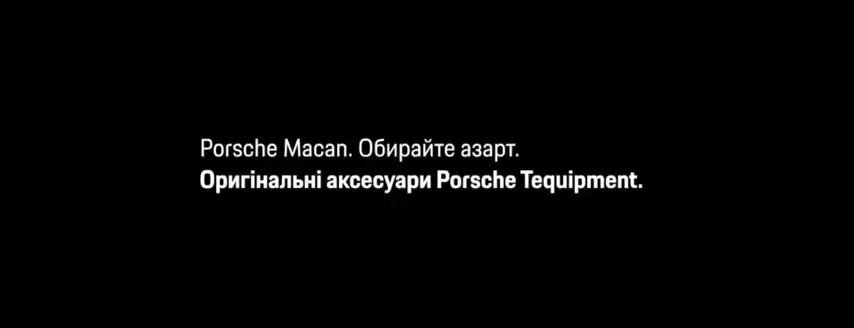 Porsche Macan. Обирайте азарт.
Оригінальні аксесуари Porsche Tequipment.